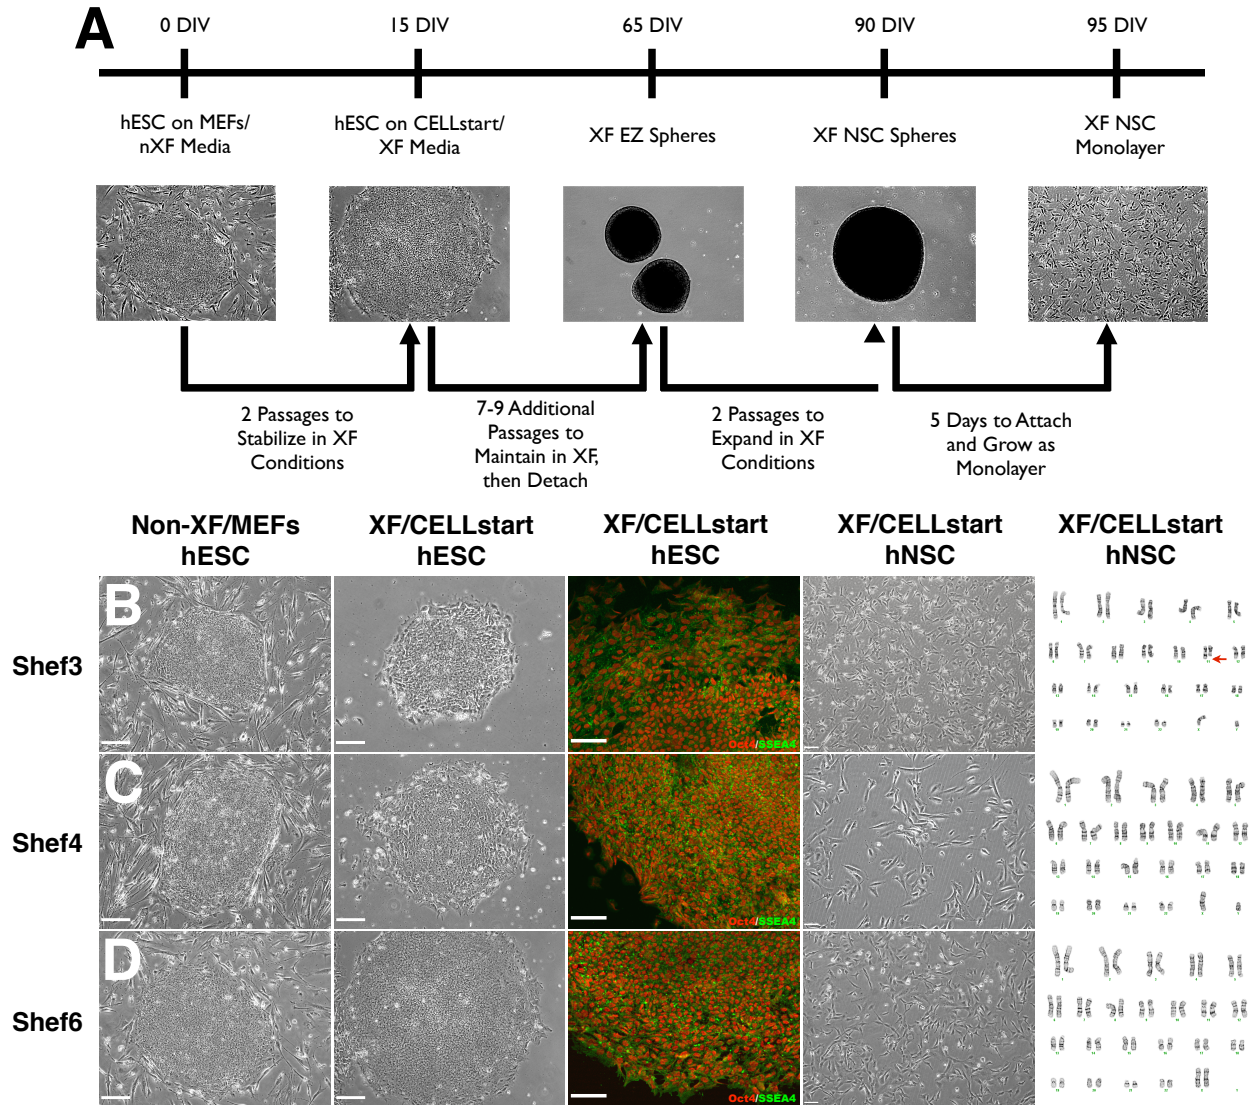 A
0 DIV
15 DIV
65 DIV
90 DIV
95 DIV
hESC on MEFs/
nXF Media
hESC on CELLstart/
XF Media
XF EZ Spheres
XF NSC Spheres
XF NSC
Monolayer
2 Passages to
Stabilize in XF
Conditions
7-9 Additional
Passages to
Maintain in XF,
then Detach
2 Passages to
Expand in XF
Conditions
5 Days to Attach
and Grow as
Monolayer
Non-XF/MEFs
hESC
XF/CELLstart
hESC
XF/CELLstart
hESC
XF/CELLstart
hNSC
XF/CELLstart
hNSC
Shef3
B
Oct4/SSEA4
Shef4
C
Oct4/SSEA4
Shef6
D
Oct4/SSEA4